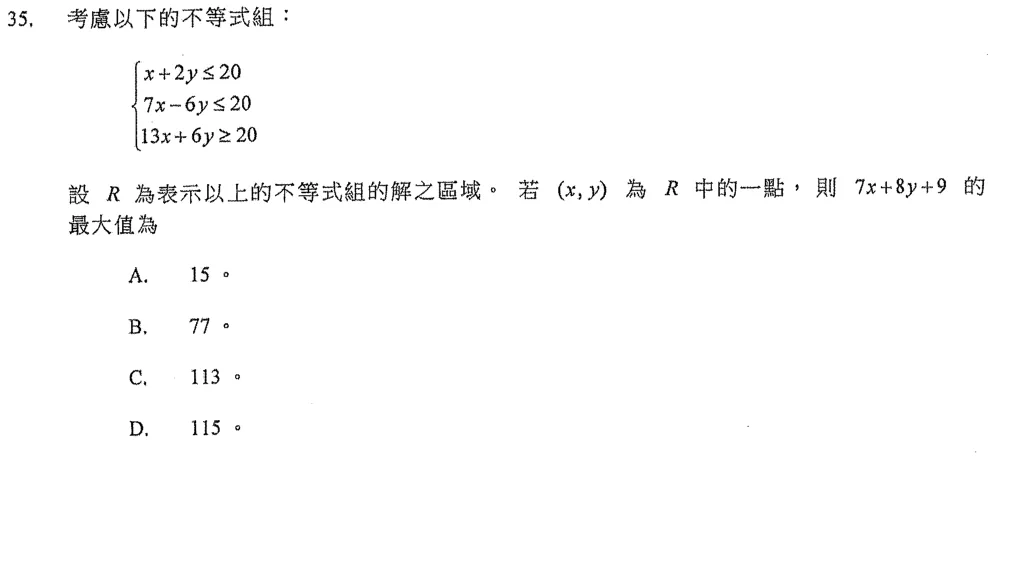 35. 考慮以下的不等式組：
x+2y≤20
7x−6y≤20
13x+6y≥20
設 R 為表示以上的不等式組的解之區域。 若 (x, y) 為 R 中的一點，則 7x+8y+9 的
最大值為
A. 15。
B. 77。
C. 113。
D. 115。